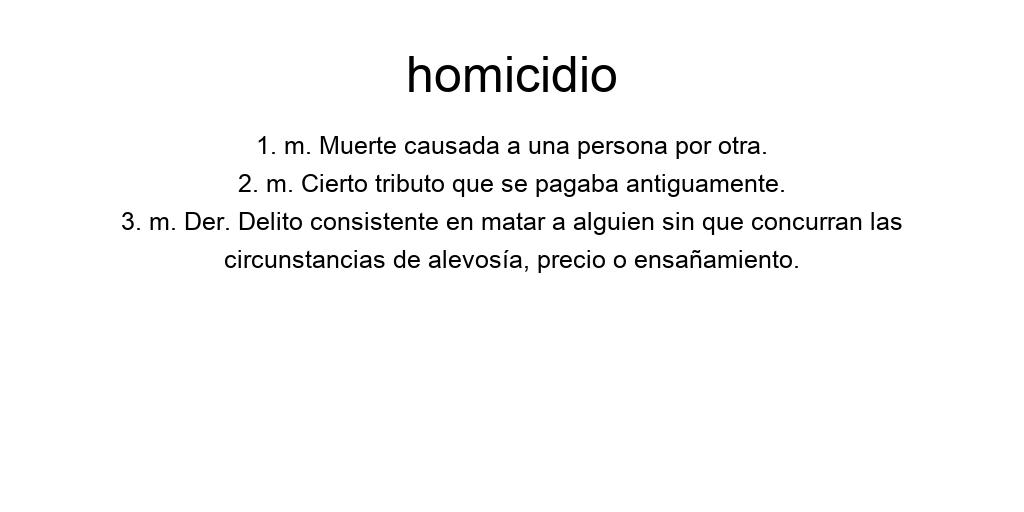 homicidio
1. m. Muerte causada a una persona por otra.
2. m. Cierto tributo que se pagaba antiguamente.
3. m. Der. Delito consistente en matar a alguien sin que concurran las
circunstancias de alevosía, precio o ensañamiento.